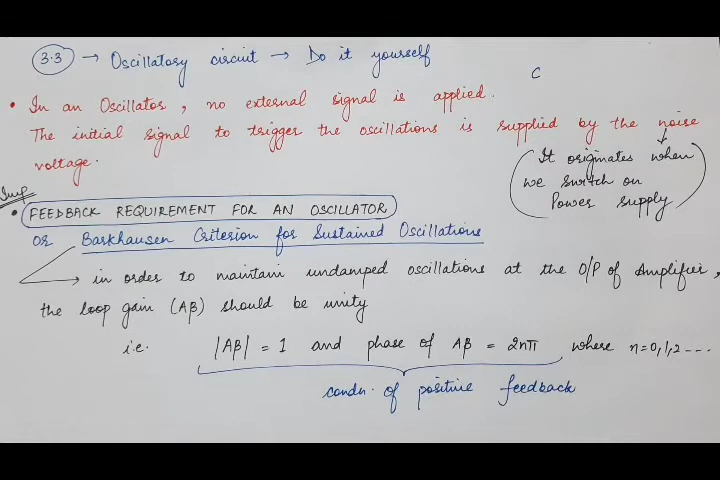 3.3 → Oscillatory circuit → Do it yourself
C
• In an Oscillator, no external signal is applied.
The initial signal to trigger the oscillations is supplied by the noise
voltage.
(It originates when
we switch on
Power supply)
Imp
• FEEDBACK REQUIREMENT FOR AN OSCILLATOR
or Barkhausen Criterion for Sustained Oscillations
→ in order to maintain undamped oscillations at the O/P of Amplifier,
the loop gain (Aβ) should be unity
i.e. |Aβ| = 1 and phase of Aβ = 2nπ where n=0,1,2 ---
condn. of positive feedback